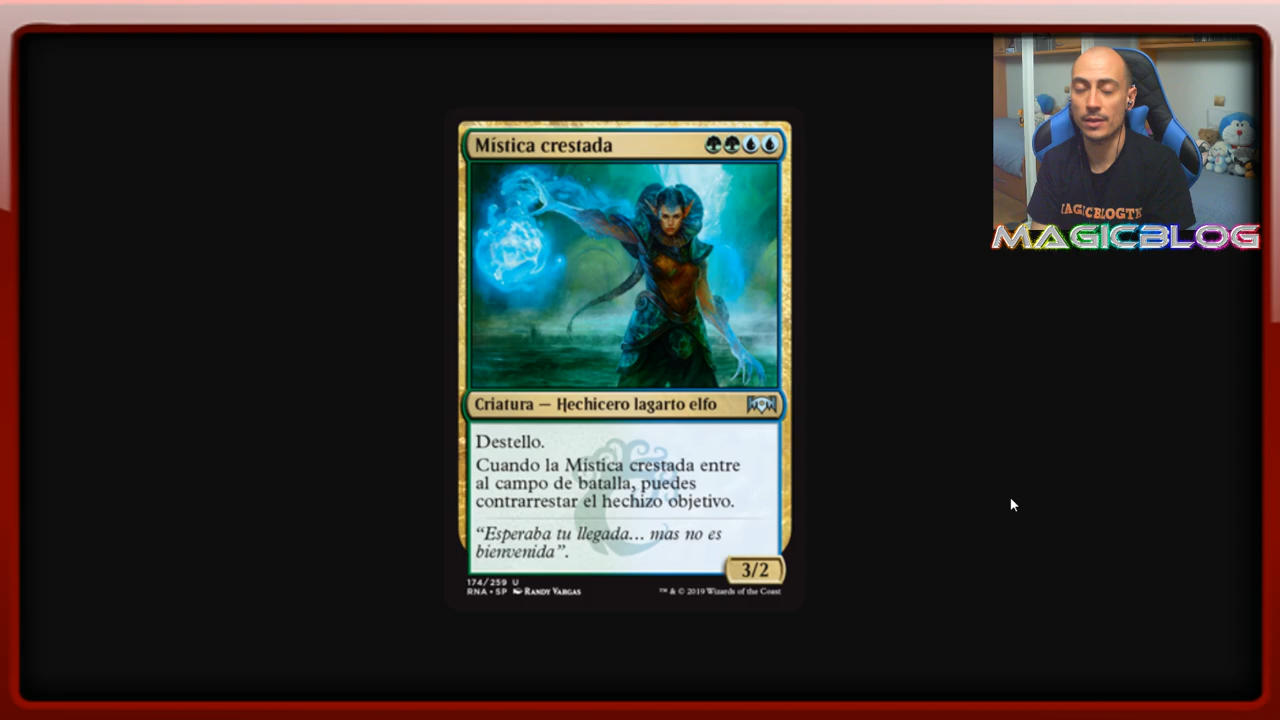 Mística crestada
Criatura — Hechicero lagarto elfo
Destello.
Cuando la Mística crestada entre
al campo de batalla, puedes
contrarrestar el hechizo objetivo.
“Esperaba tu llegada... mas no es
bienvenida”.
3/2
174/259 U
RNA • SP RANDY VARGAS
™ & © 2019 Wizards of the Coast
MAGICBLOG